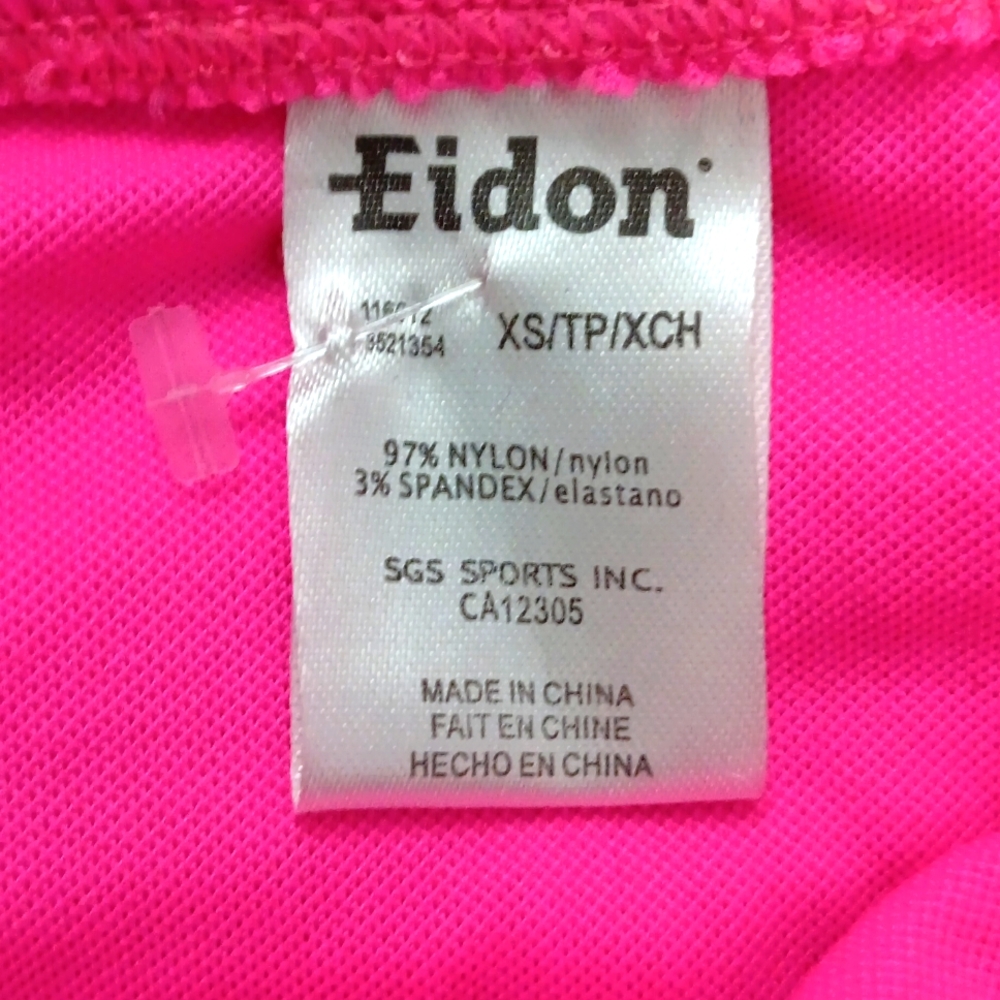 Eidon
XS/TP/XCH
97% NYLON/nylon
3% SPANDEX/elastano
SGS SPORTS INC.
CA12305
MADE IN CHINA
FAIT EN CHINE
HECHO EN CHINA